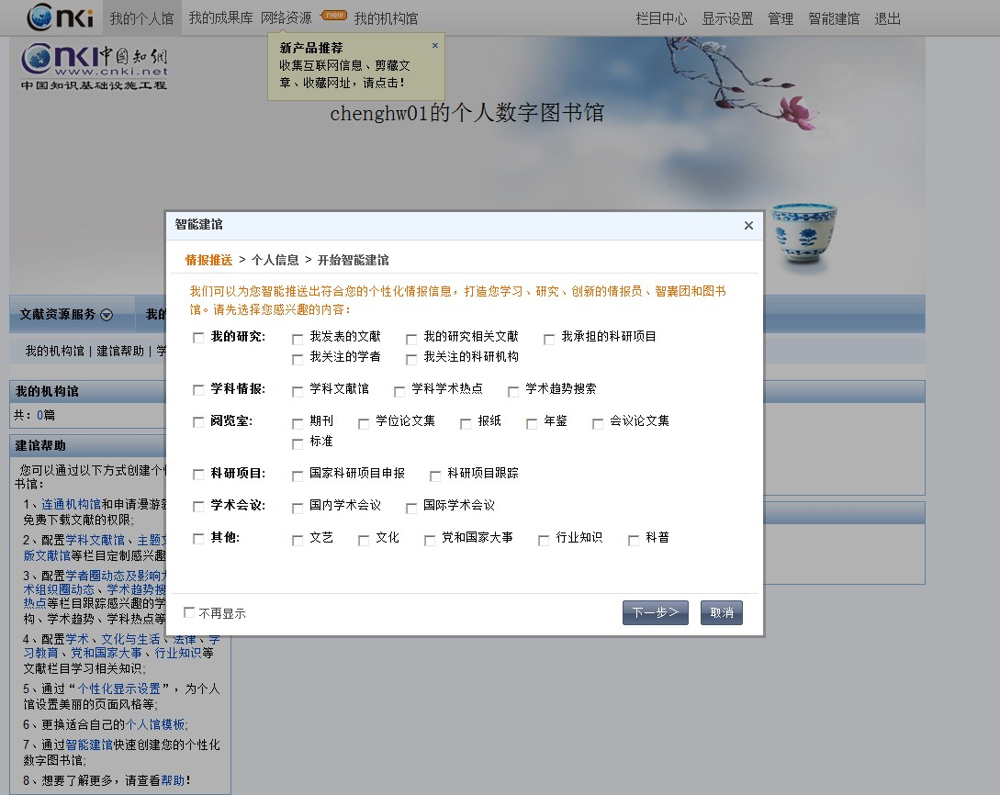 cnki 我的个人馆 我的成果库 网络资源 new 我的机构馆 栏目中心 显示设置 管理 智能建馆 退出
新产品推荐 ×
收集互联网信息、剪藏文
章、收藏网址，请点击！
cnki中国知网
www.cnki.net
中国知识基础设施工程
chenghw01的个人数字图书馆
文献资源服务 我的
我的机构馆 | 建馆帮助 | 学
我的机构馆
共：0篇
建馆帮助
您可以通过以下方式创建个
书馆：
1、连通机构馆和申请漫游
免费下载文献的权限;
2、配置学科文献馆、主题
版文献馆等栏目定制感兴趣
3、配置学者圈动态及影响力
术组织圈动态、学术趋势搜
热点等栏目跟踪感兴趣的学
构、学术趋势、学科热点等
4、配置学术、文化与生活、法律、学
习教育、党和国家大事、行业知识等
文献栏目学习相关知识;
5、通过“个性化显示设置”，为个人
馆设置美丽的页面风格等;
6、更换适合自己的个人馆模板;
7、通过智能建馆快速创建您的个性化
数字图书馆;
8、想要了解更多，请查看帮助！
智能建馆 ×
情报推送 > 个人信息 > 开始智能建馆
我们可以为您智能推送出符合您的个性化情报信息，打造您学习、研究、创新的情报员、智囊团和图书
馆。请先选择您感兴趣的内容：
我的研究: 我发表的文献 我的研究相关文献 我承担的科研项目
我关注的学者 我关注的科研机构
学科情报: 学科文献馆 学科学术热点 学术趋势搜索
阅览室: 期刊 学位论文集 报纸 年鉴 会议论文集
标准
科研项目: 国家科研项目申报 科研项目跟踪
学术会议: 国内学术会议 国际学术会议
其他: 文艺 文化 党和国家大事 行业知识 科普
不再显示 下一步> 取消